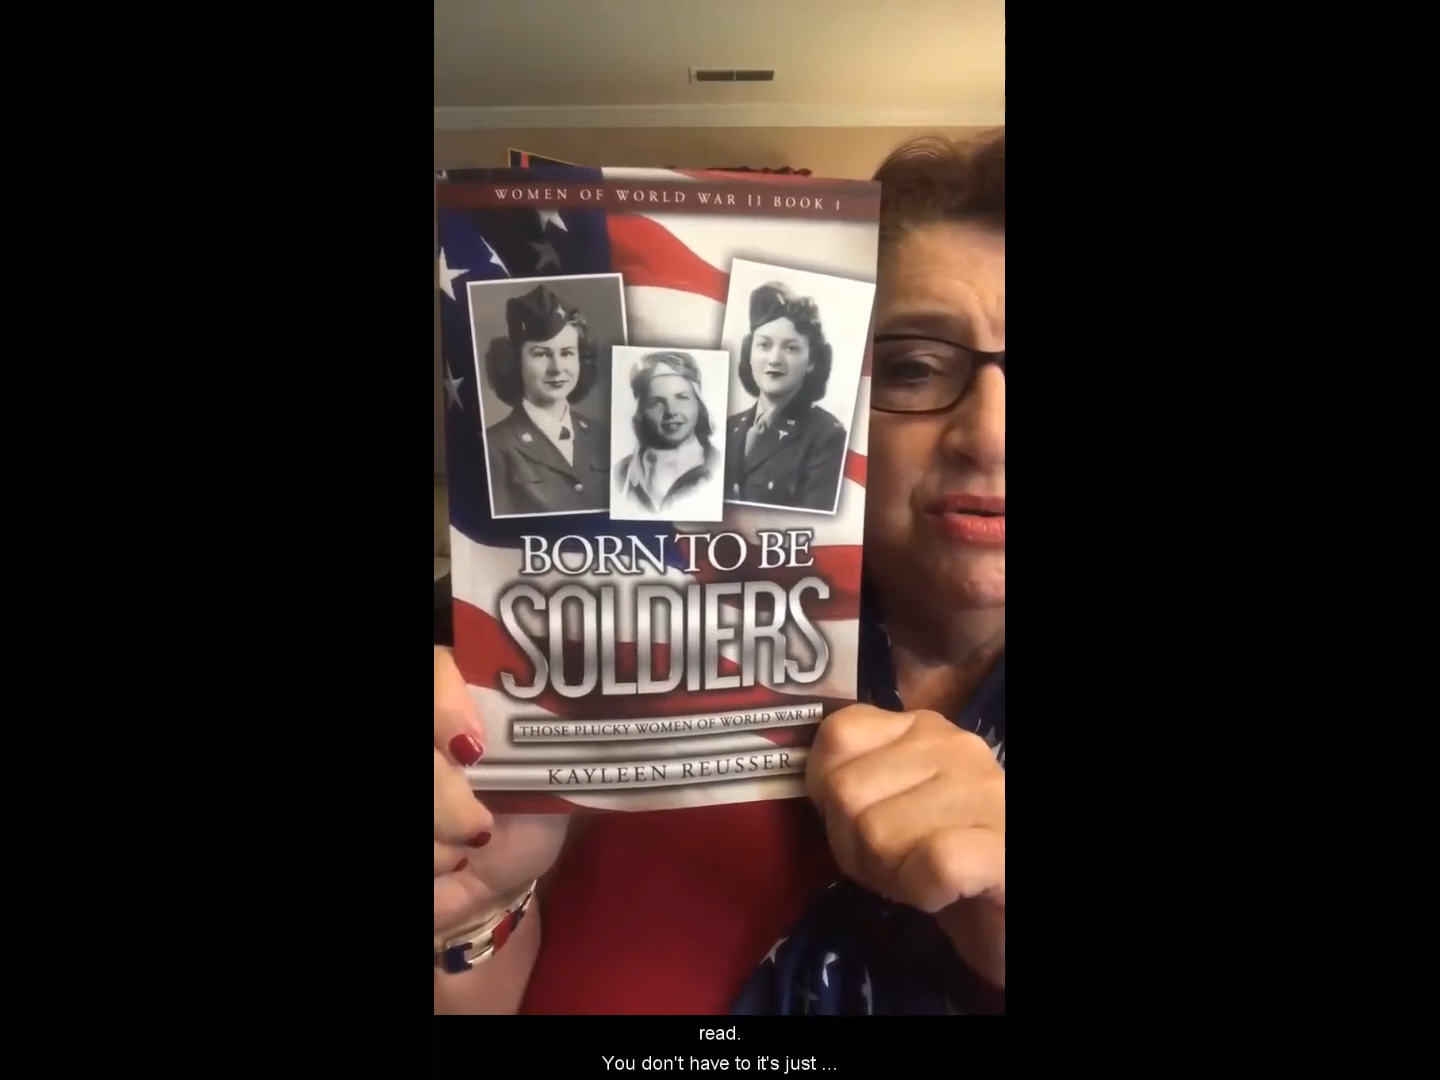 WOMEN OF WORLD WAR II BOOK 1
BORN TO BE
SOLDIERS
THOSE PLUCKY WOMEN OF WORLD WAR II
KAYLEEN REUSSER
read.
You don't have to it's just ...